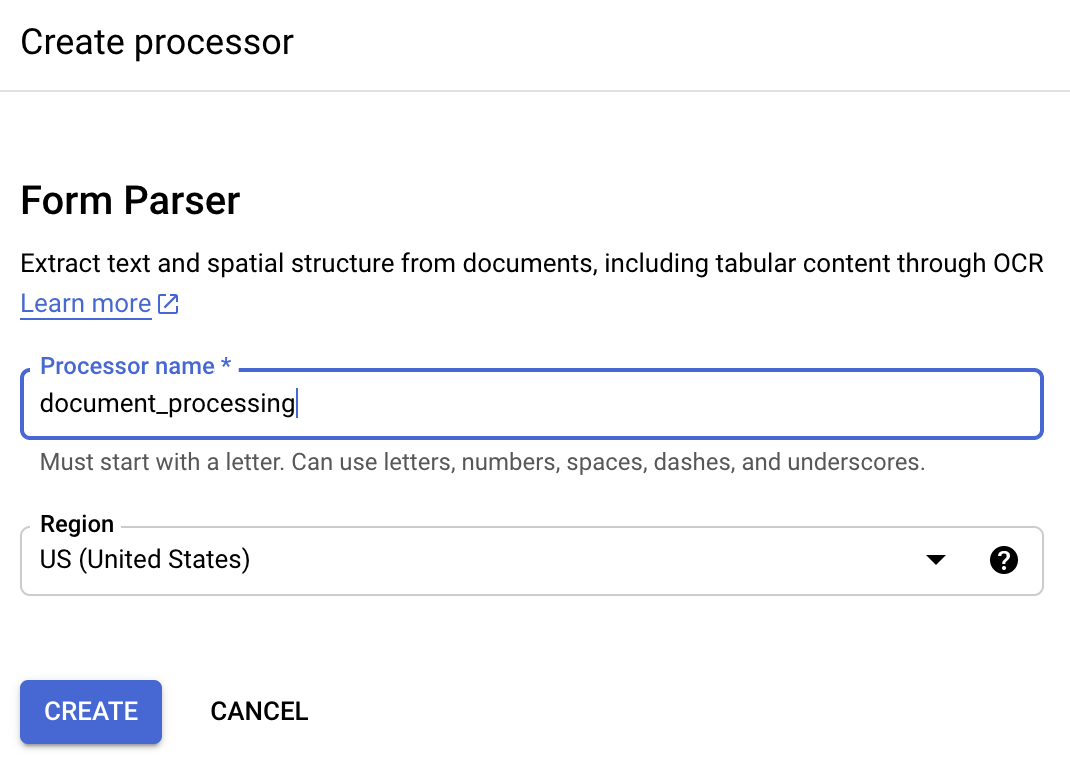 Create processor
Form Parser
Extract text and spatial structure from documents, including tabular content through OCR
Learn more
Processor name *
document_processing
Must start with a letter. Can use letters, numbers, spaces, dashes, and underscores.
Region
US (United States)
?
CREATE
CANCEL